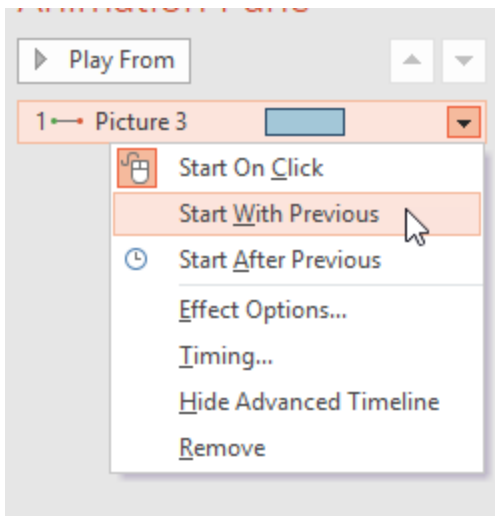 Animation Pane
Play From
1 Picture 3
Start On Click
Start With Previous
Start After Previous
Effect Options...
Timing...
Hide Advanced Timeline
Remove